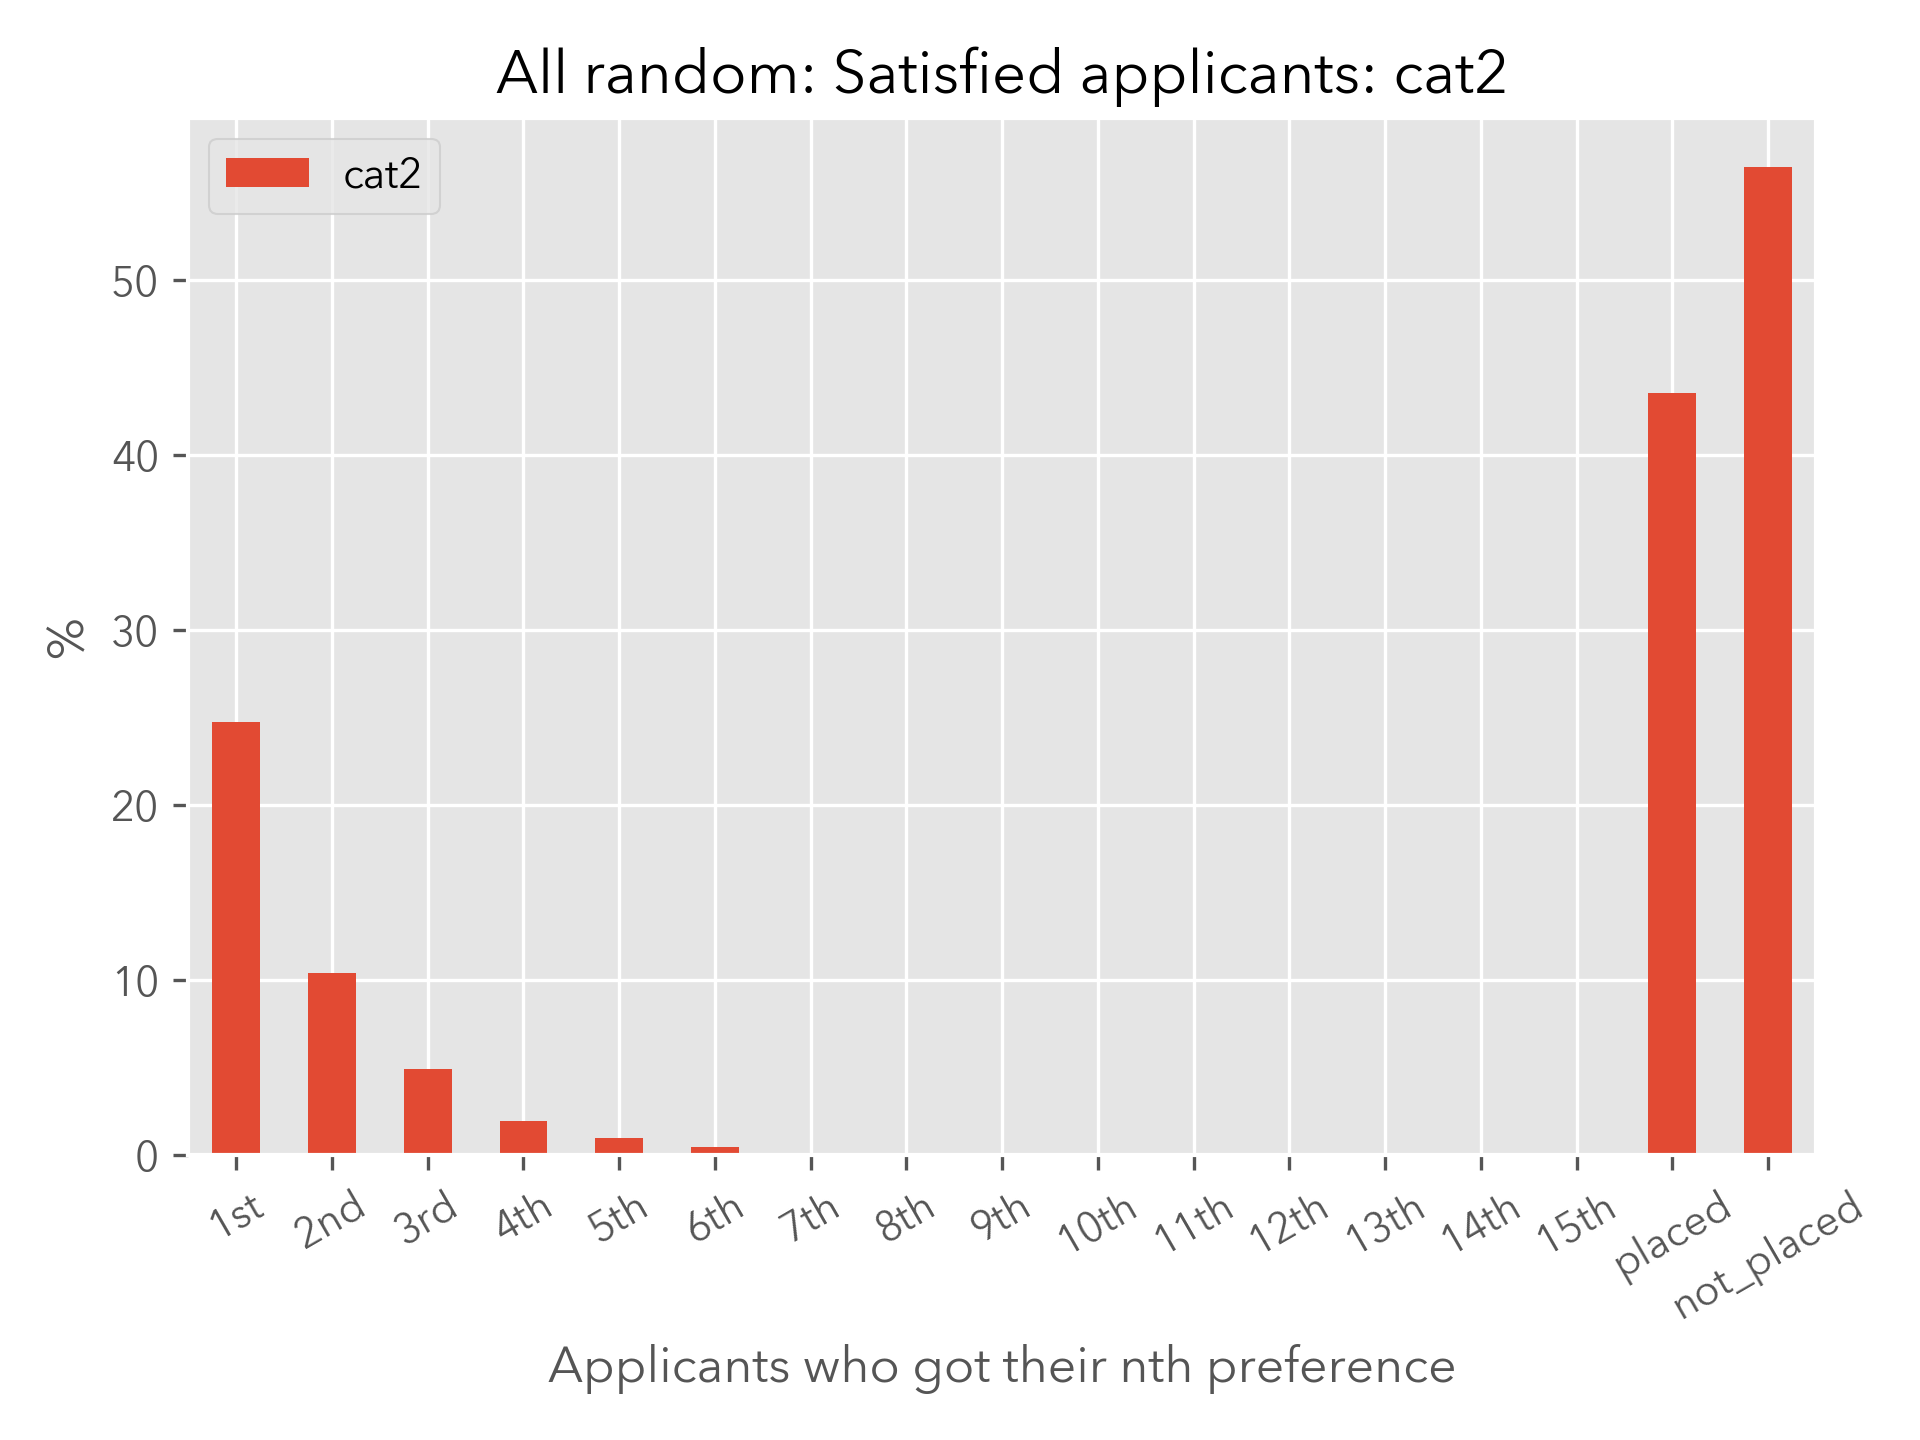 All random: Satisfied applicants: cat2
cat2
%
50
40
30
20
10
0
1st
2nd
3rd
4th
5th
6th
7th
8th
9th
10th
11th
12th
13th
14th
15th
placed
not_placed
Applicants who got their nth preference